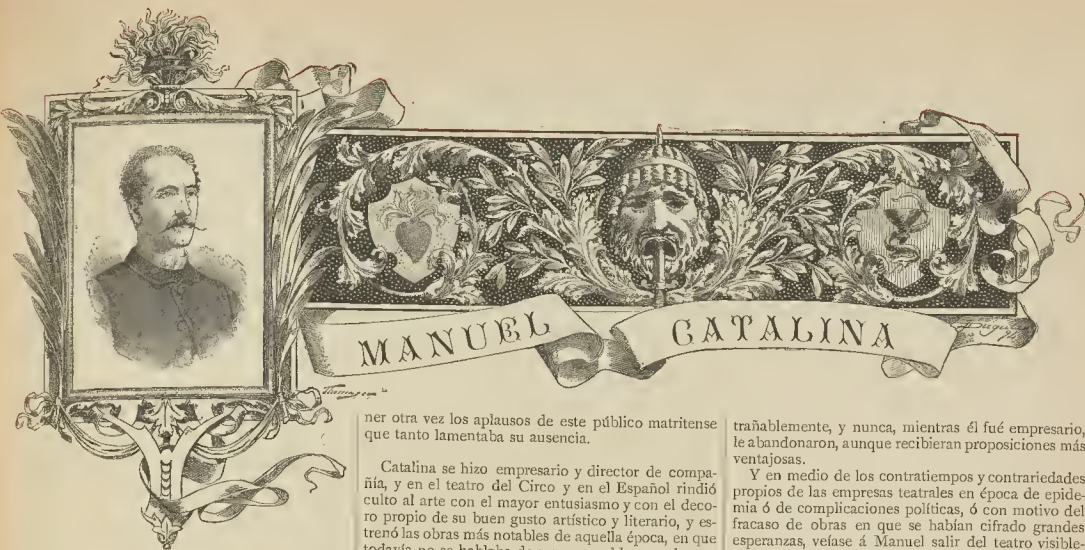 MANUEL CATALINA
ner otra vez los aplausos de este público matritense
que tanto lamentaba su ausencia.
Catalina se hizo empresario y director de compa-
ñía, y en el teatro del Circo y en el Español rindió
culto al arte con el mayor entusiasmo y con el deco-
ro propio de su buen gusto artístico y literario, y es-
trenó las obras más notables de aquella época, en que
trañablemente, y nunca, mientras él fué empresario,
le abandonaron, aunque recibieran proposiciones más
ventajosas.
Y en medio de los contratiempos y contrariedades
propios de las empresas teatrales en época de epide-
mia ó de complicaciones políticas, ó con motivo del
fracaso de obras en que se habían cifrado grandes
esperanzas, veíase á Manuel salir del teatro visible-